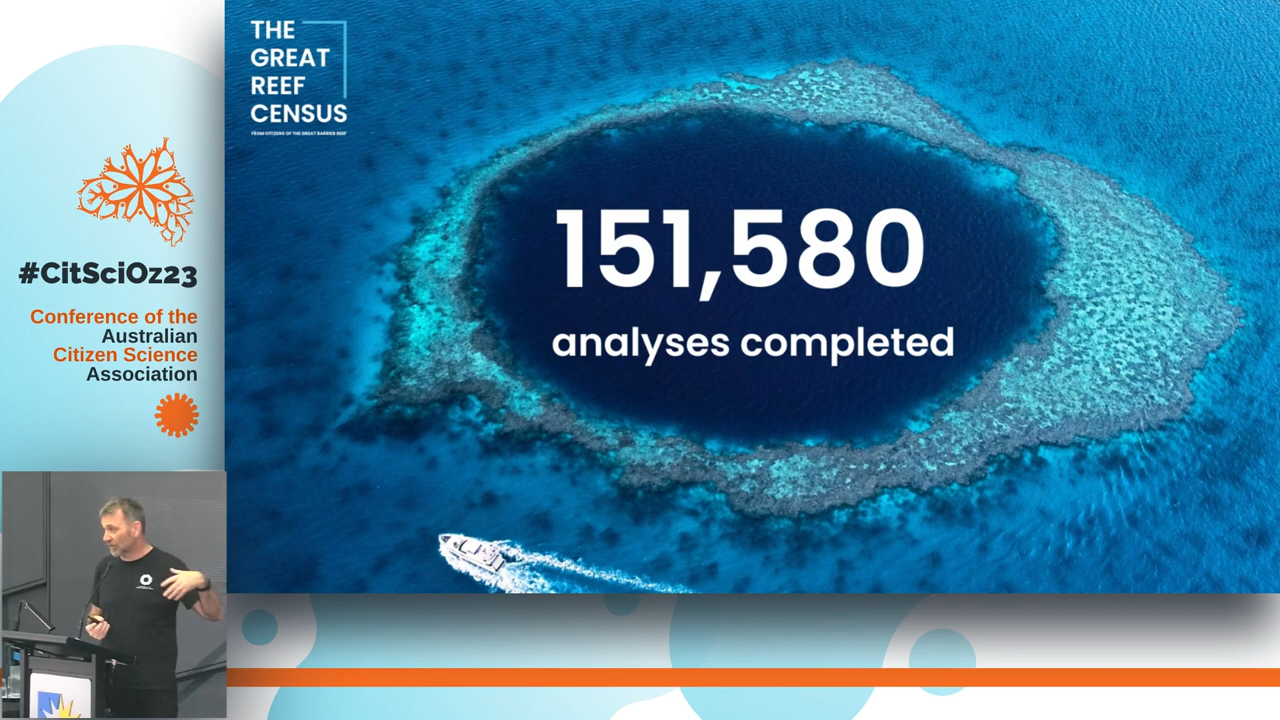 THE
GREAT
REEF
CENSUS
FROM CITIZENS OF THE GREAT BARRIER REEF
151,580
analyses completed
#CitSciOz23
Conference of the
Australian
Citizen Science
Association